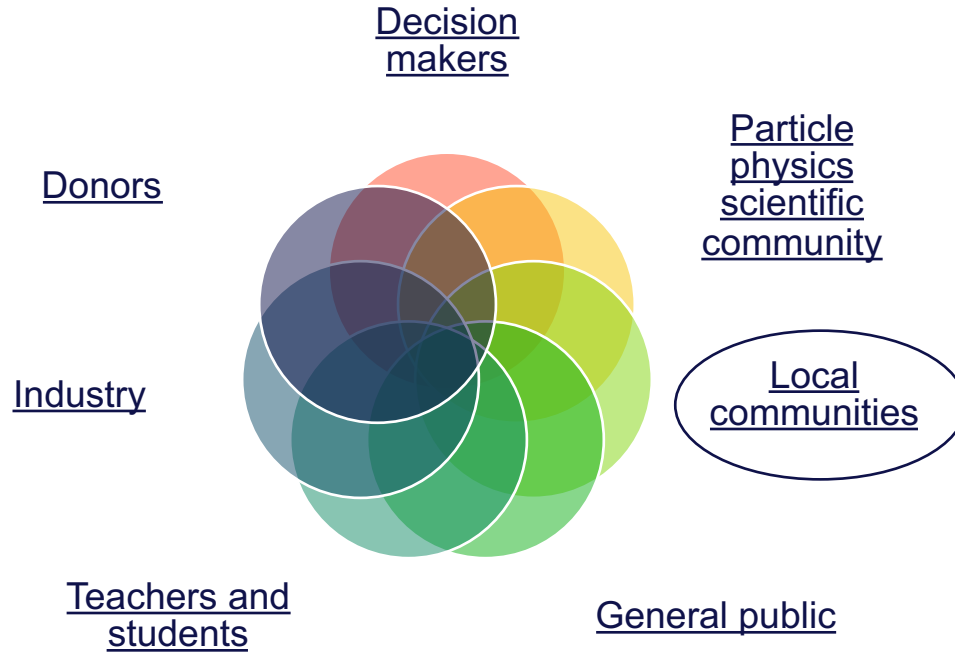 Decision
makers
Particle
physics
scientific
community
Donors
Local
communities
Industry
Teachers and
students
General public